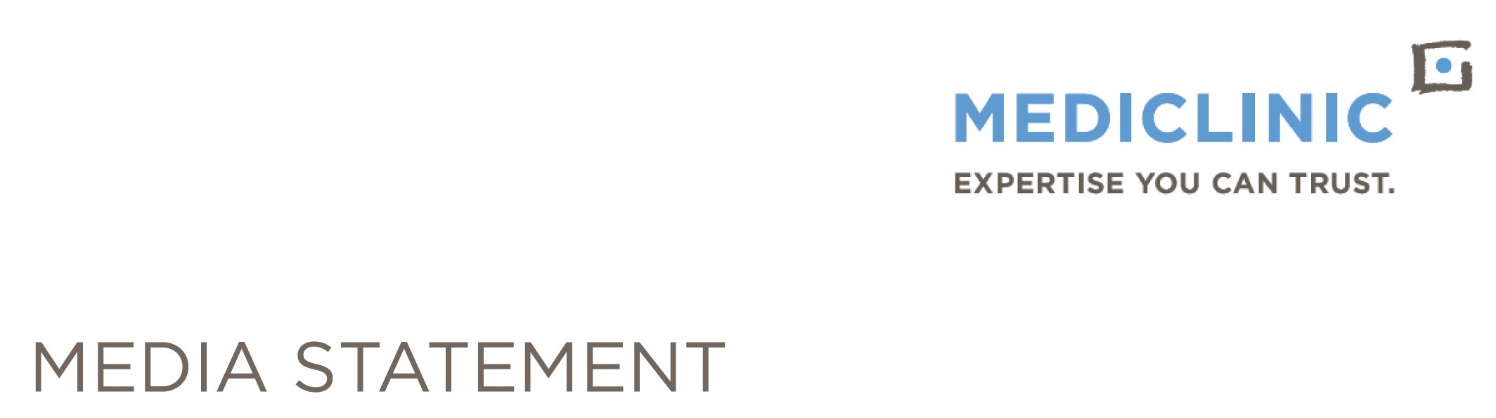 MEDICLINIC
EXPERTISE YOU CAN TRUST.
MEDIA STATEMENT